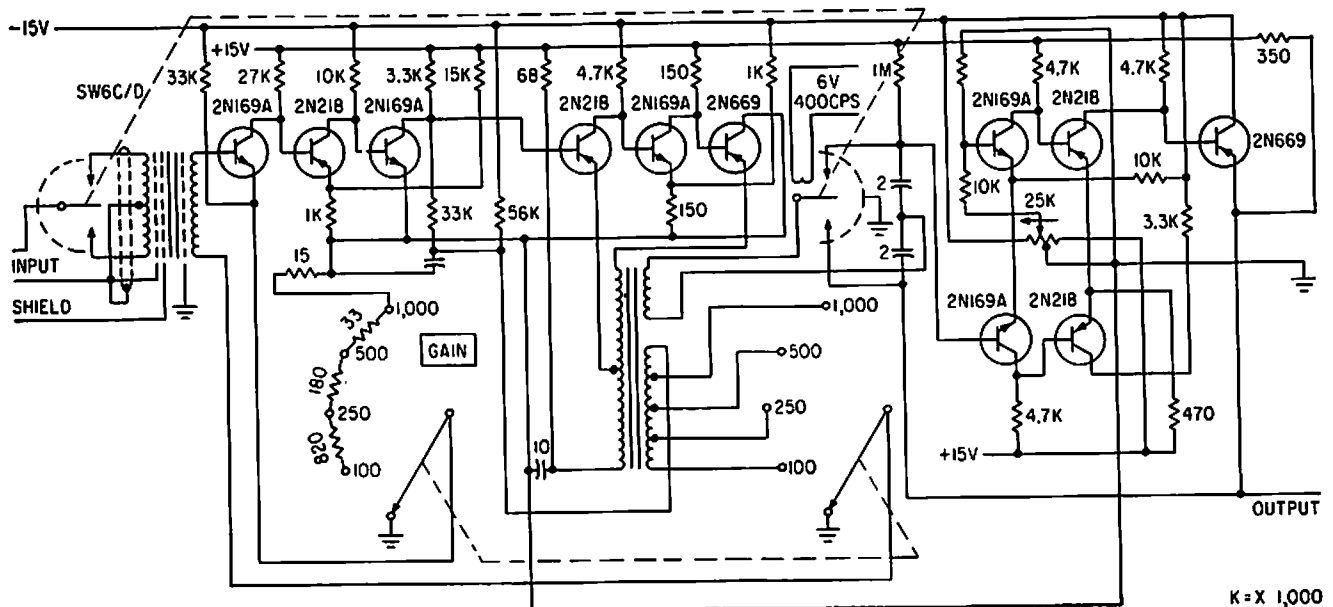 -15V
+15V
350
33K
27K
10K
3.3K
15K
68
4.7K
150
1K
6V
400CPS
1M
4.7K
4.7K
SW6C/D
2N169A
2N218
2N169A
2N218
2N169A
2N669
2N169A
2N218
2N669
10K
10K
2
25K
1K
33K
56K
150
3.3K
INPUT
15
2
SHIELD
1,000
33
500
GAIN
180
250
820
100
1,000
500
250
10
100
2N169A
2N218
4.7K
470
+15V
OUTPUT
K=X 1,000